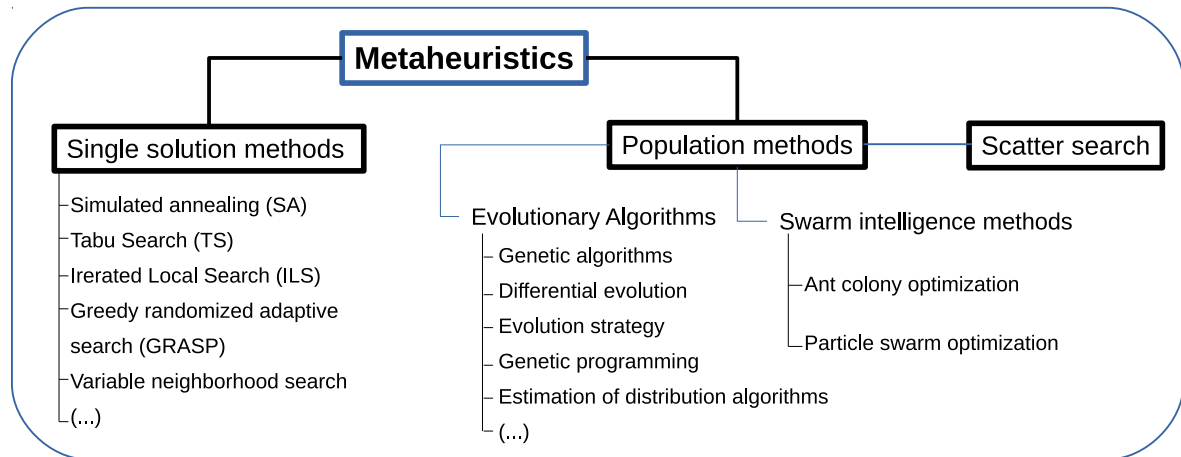 Metaheuristics
Single solution methods
Simulated annealing (SA)
Tabu Search (TS)
Irerated Local Search (ILS)
Greedy randomized adaptive
search (GRASP)
Variable neighborhood search
(...)
Population methods
Scatter search
Evolutionary Algorithms
Genetic algorithms
Differential evolution
Evolution strategy
Genetic programming
Estimation of distribution algorithms
(...)
Swarm intelligence methods
Ant colony optimization
Particle swarm optimization